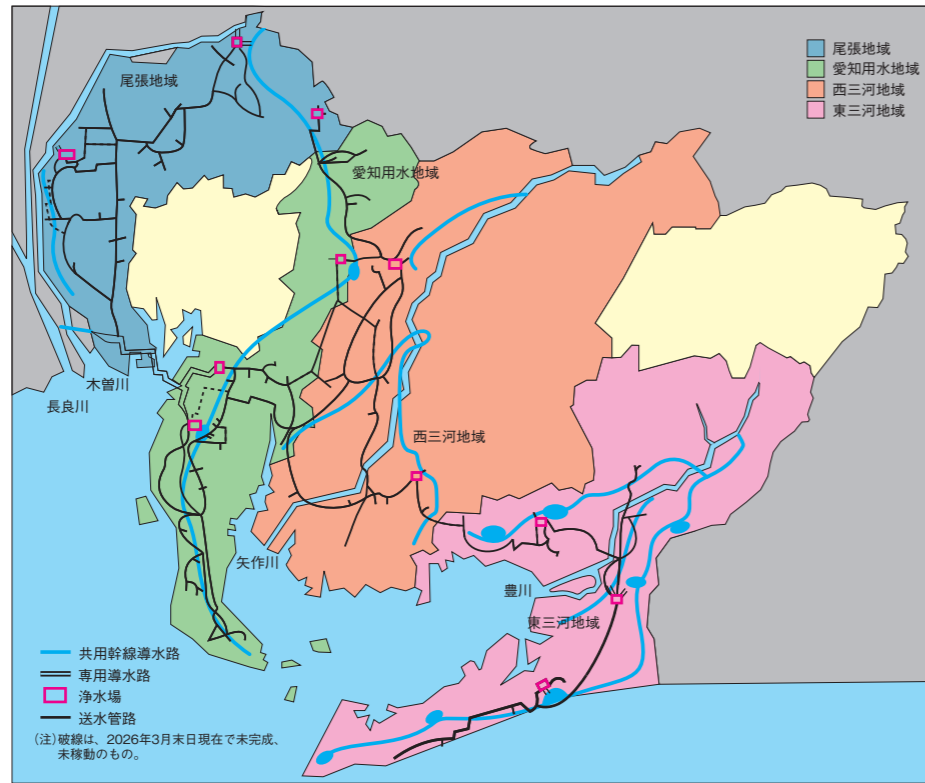 尾張地域
愛知用水地域
西三河地域
東三河地域
尾張地域
愛知用水地域
木曽川
長良川
西三河地域
矢作川
豊川
東三河地域
共用幹線導水路
専用導水路
浄水場
送水管路
(注)破線は、2026年3月末日現在で未完成、
未稼動のもの。